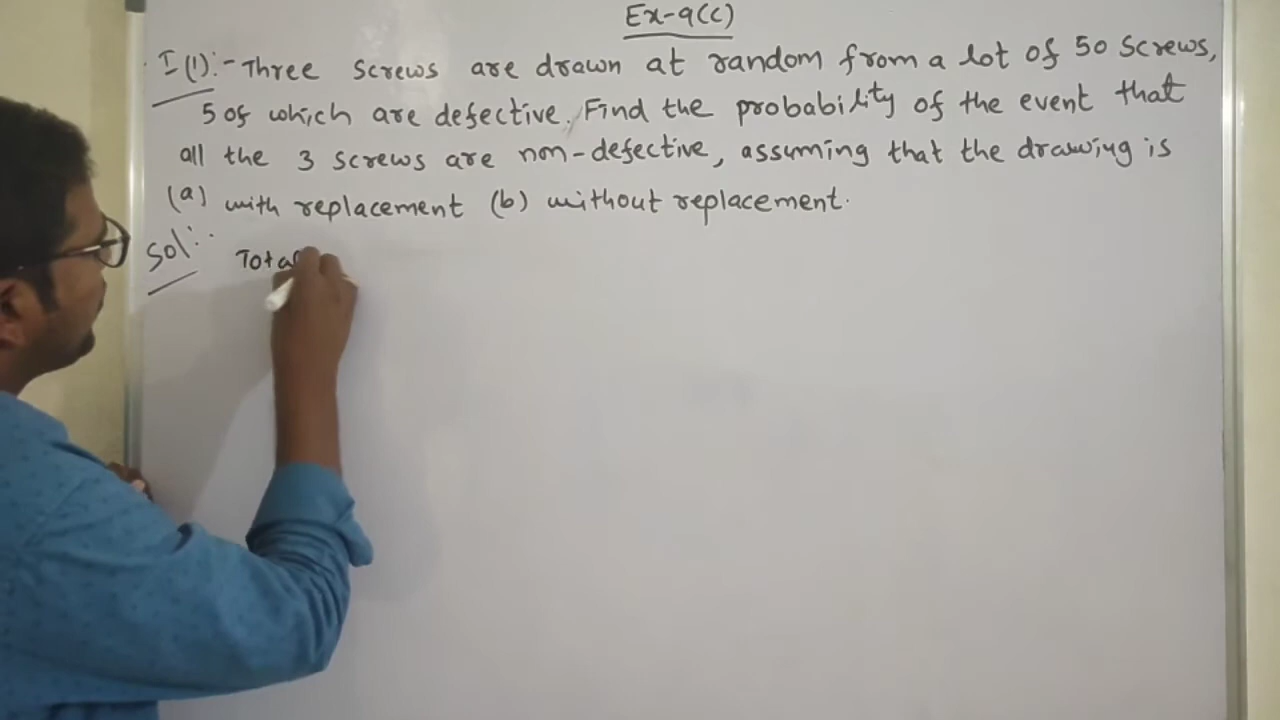 Ex-9(c)
I(1):- Three screws are drawn at random from a lot of 50 screws,
5 of which are defective. Find the probability of the event that
all the 3 screws are non-defective, assuming that the drawing is
(a) with replacement (b) without replacement.
Sol:- Total